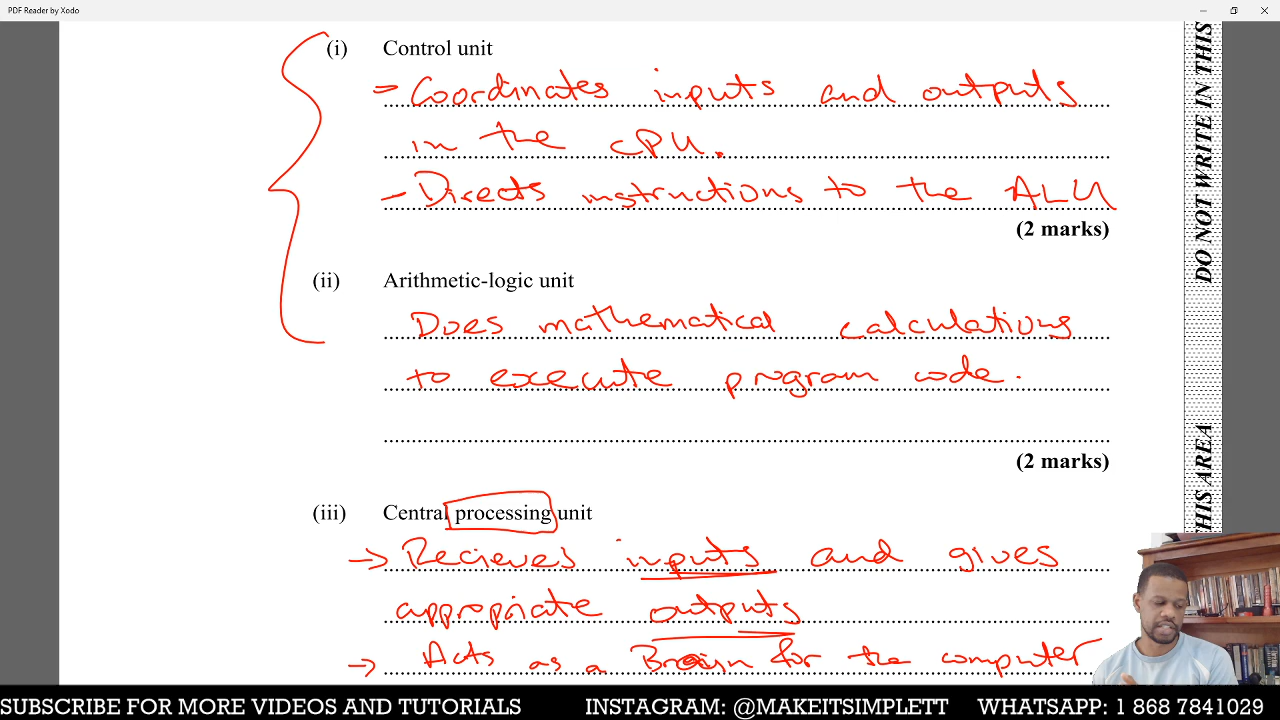 PDF Reader by Xodo
(i) Control unit
Coordinates inputs and outputs
in the CPU.
- Directs instructions to the ALU
(2 marks)
(ii) Arithmetic-logic unit
Does mathematical calculations
to execute program code.
(2 marks)
(iii) Central processing unit
→ Recieves inputs and gives
appropriate outputs
→ Acts as a Brain for the computer
DO NOT WRITE IN THIS
THIS AREA
SUBSCRIBE FOR MORE VIDEOS AND TUTORIALS INSTAGRAM: @MAKEITSIMPLETT WHATSAPP: 1 868 7841029